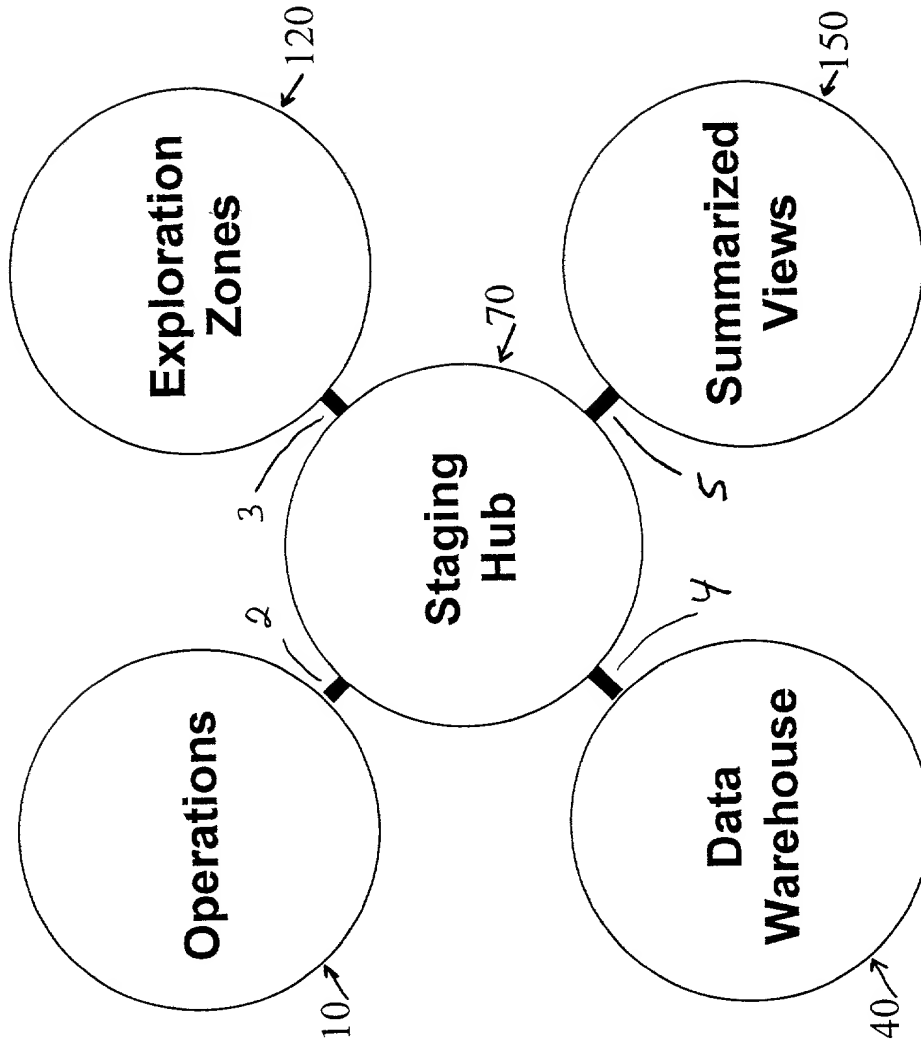 Operations
10
2
Exploration
Zones
120
3
Staging
Hub
70
Data
Warehouse
40
4
Summarized
Views
150
5